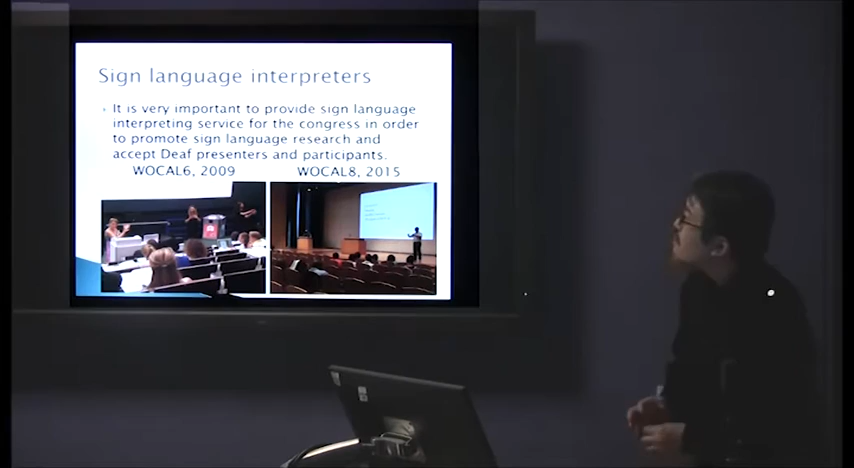 Sign language interpreters
It is very important to provide sign language
interpreting service for the congress in order
to promote sign language research and
accept Deaf presenters and participants.
WOCAL6, 2009
WOCAL8, 2015